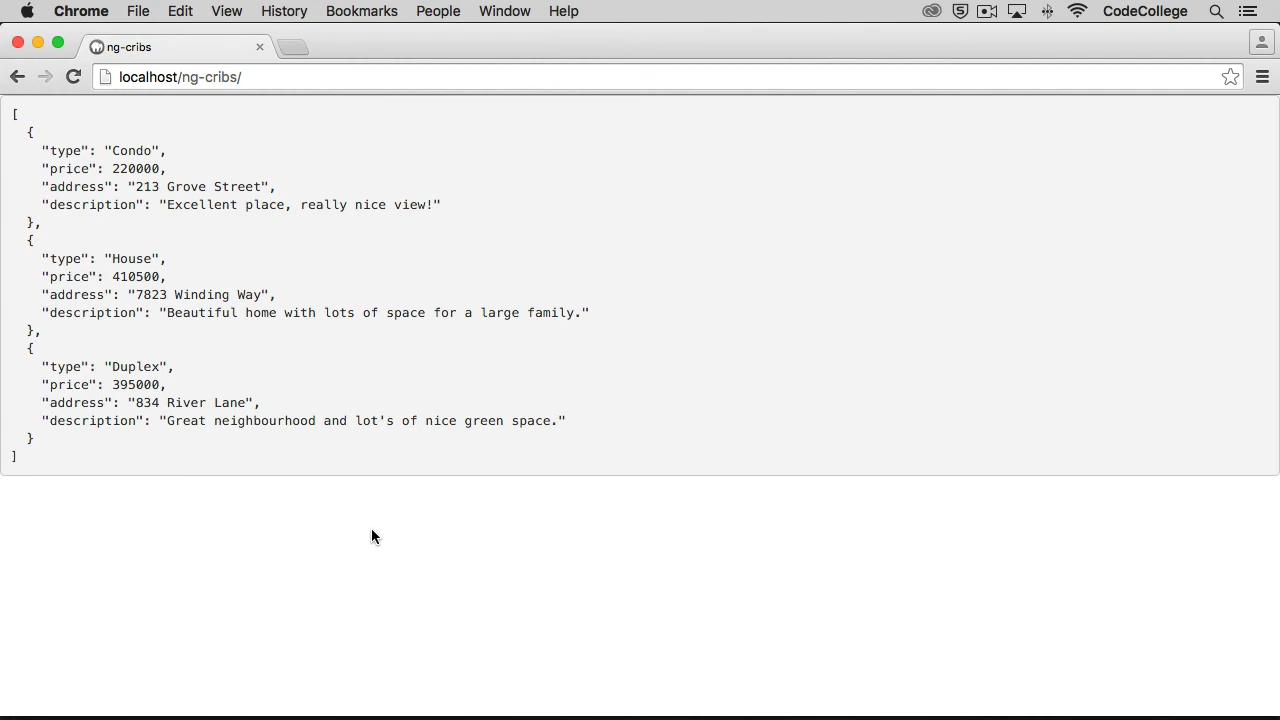 Chrome File Edit View History Bookmarks People Window Help CodeCollege
ng-cribs
localhost/ng-cribs/
[
  {
    "type": "Condo",
    "price": 220000,
    "address": "213 Grove Street",
    "description": "Excellent place, really nice view!"
  },
  {
    "type": "House",
    "price": 410500,
    "address": "7823 Winding Way",
    "description": "Beautiful home with lots of space for a large family."
  },
  {
    "type": "Duplex",
    "price": 395000,
    "address": "834 River Lane",
    "description": "Great neighbourhood and lot's of nice green space."
  }
]